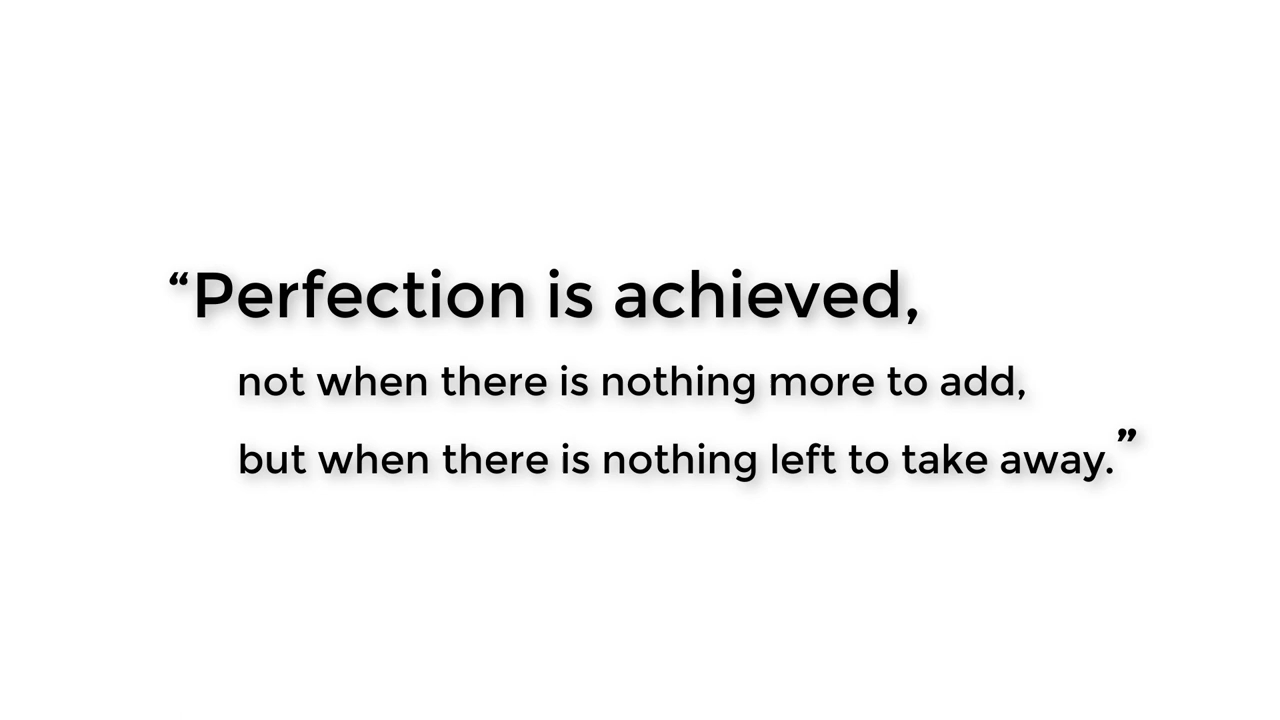 “Perfection is achieved,
not when there is nothing more to add,
but when there is nothing left to take away.”